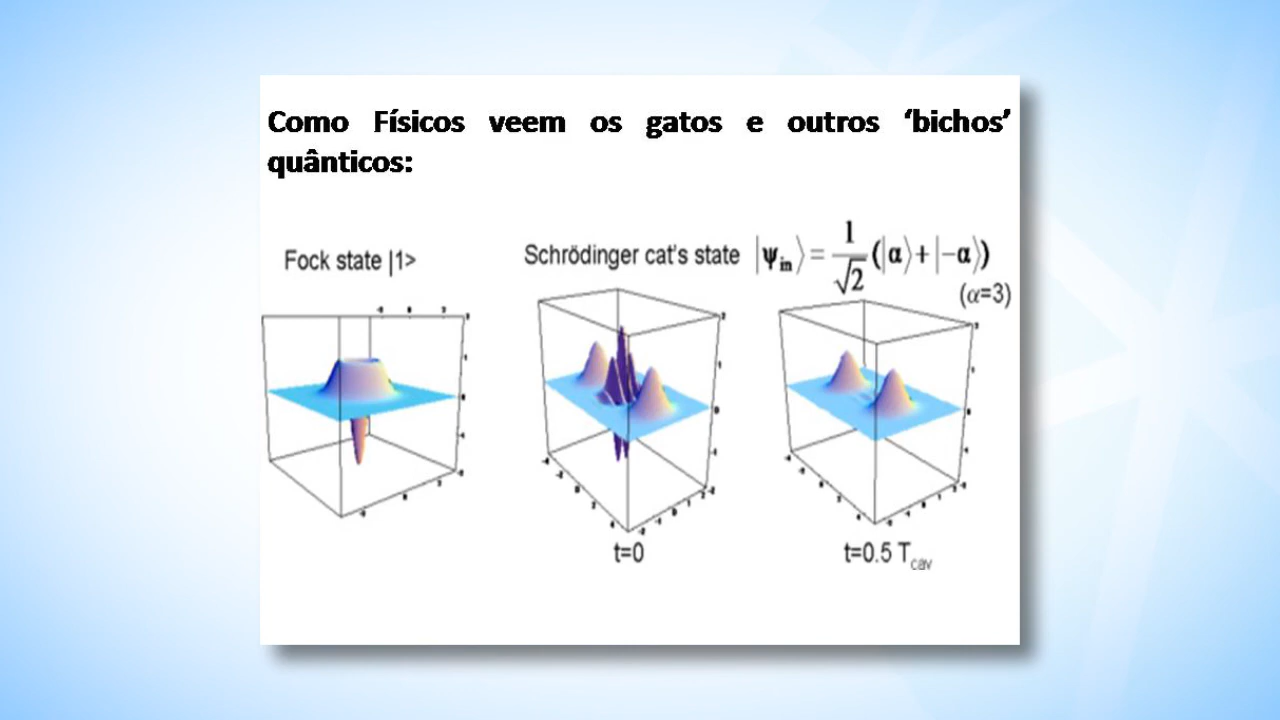 Como Físicos veem os gatos e outros ‘bichos’
quânticos:
Fock state |1>
Schrödinger cat's state |ψin⟩ = 1/√2 (|α⟩+|-α⟩)
(α=3)
t=0
t=0.5 Tcav